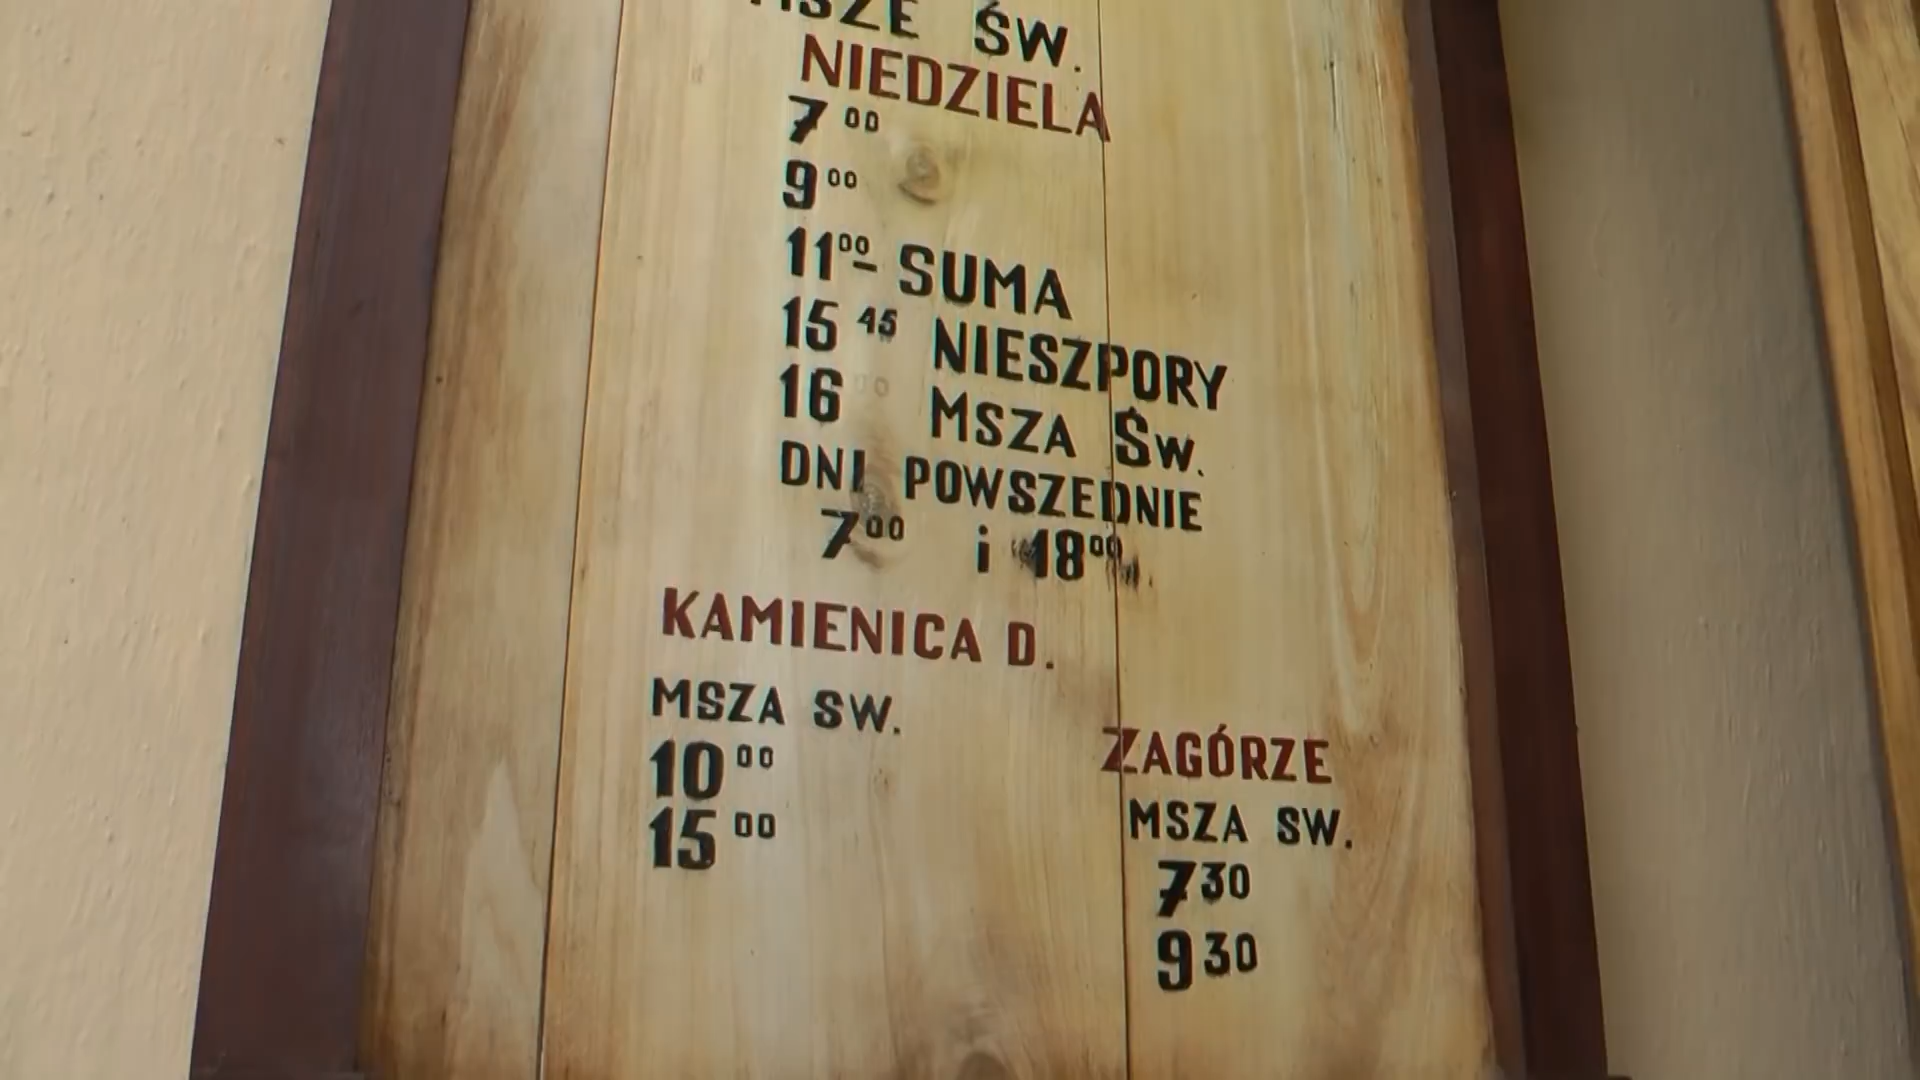 MSZE ŚW.
NIEDZIELA
7 00
9 00
11 00 - SUMA
15 45 NIESZPORY
16 00 MSZA ŚW.
DNI POWSZEDNIE
7 00 i 18 00
KAMIENICA D.
MSZA SW.
10 00
15 00
ZAGÓRZE
MSZA SW.
7 30
9 30